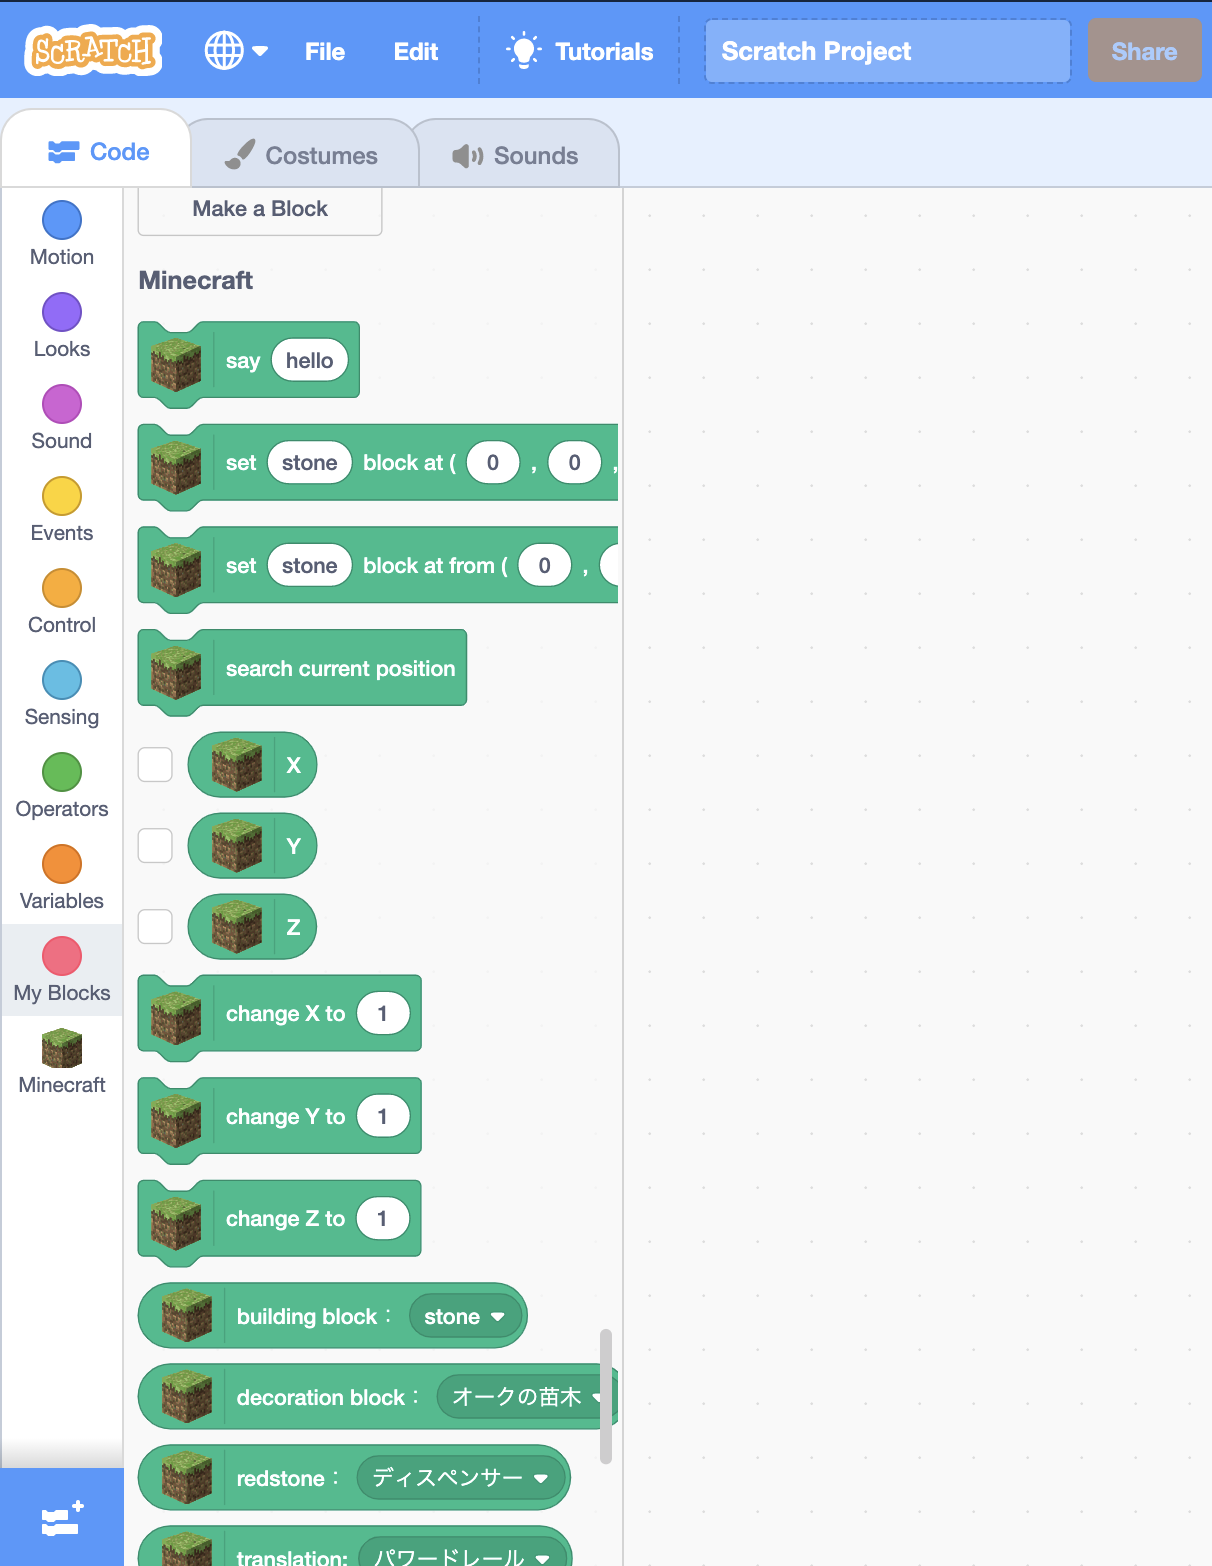 SCRATCH File Edit Tutorials Scratch Project Share
Code Costumes Sounds
Motion
Looks
Sound
Events
Control
Sensing
Operators
Variables
My Blocks
Minecraft
Make a Block
Minecraft
say hello
set stone block at ( 0 , 0 ,
set stone block at from ( 0 ,
search current position
X
Y
Z
change X to 1
change Y to 1
change Z to 1
building block： stone
decoration block： オークの苗木
redstone： ディスペンサー
translation: パワードレール